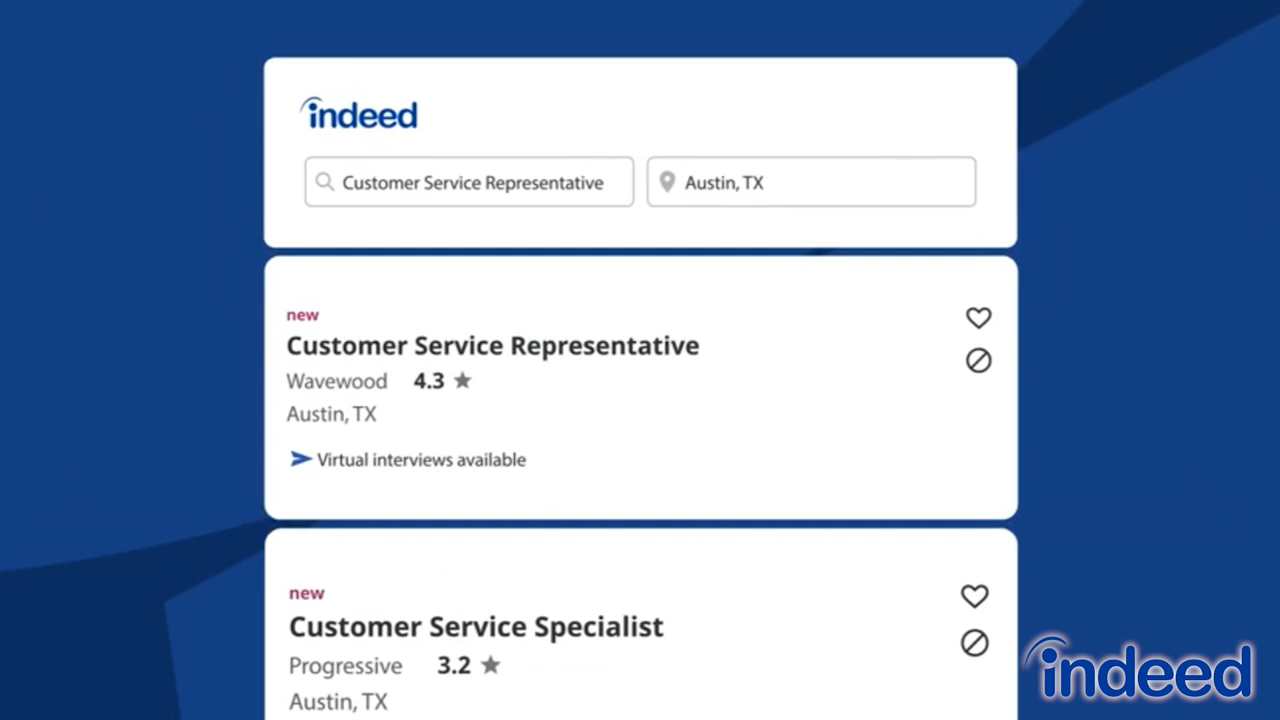 indeed
Customer Service Representative
Austin, TX
new
Customer Service Representative
Wavewood 4.3
Austin, TX
Virtual interviews available
new
Customer Service Specialist
Progressive 3.2
Austin, TX
indeed